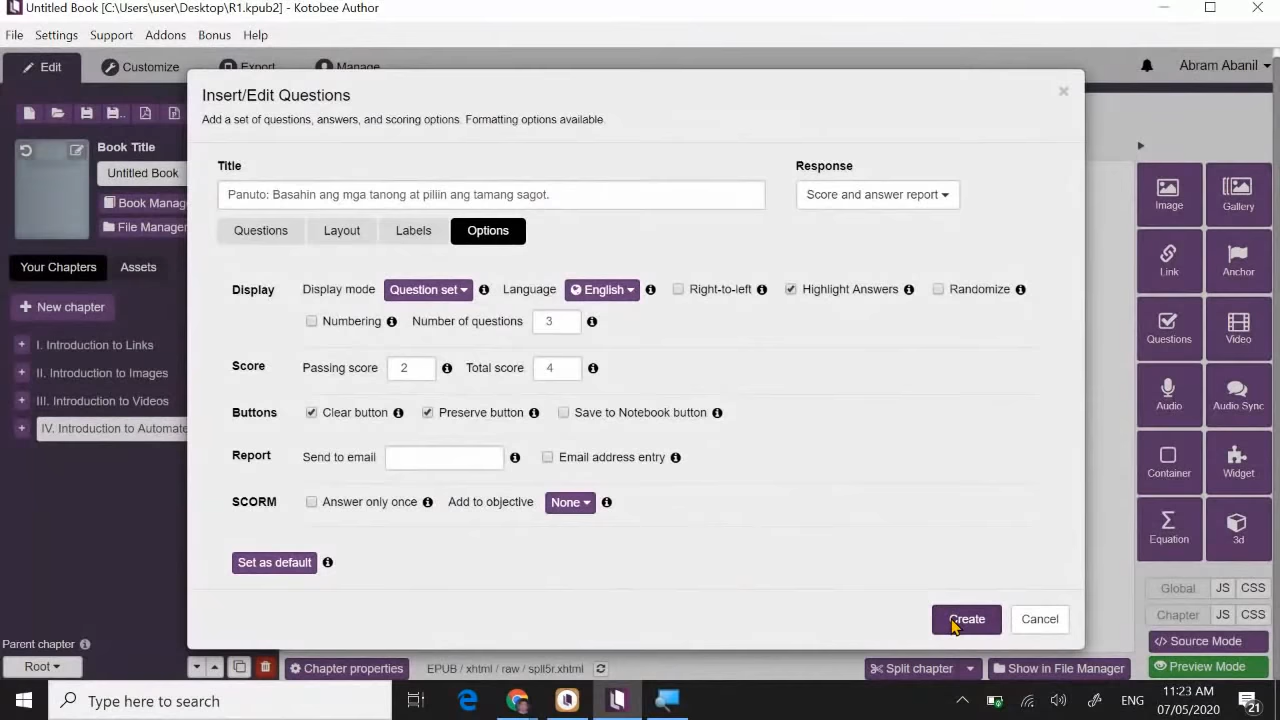 Untitled Book [C:\Users\user\Desktop\R1.kpub2] - Kotobee Author
File Settings Support Addons Bonus Help
Edit Customize Export Manage Abram Abanil
Insert/Edit Questions
Add a set of questions, answers, and scoring options. Formatting options available.
Book Title
Untitled Book
Book Manag
File Manager
Title Response
Panuto: Basahin ang mga tanong at piliin ang tamang sagot. Score and answer report
Questions Layout Labels Options
Your Chapters Assets
New chapter
I. Introduction to Links
II. Introduction to Images
III. Introduction to Videos
IV. Introduction to Automate
Display Display mode Question set Language English Right-to-left Highlight Answers Randomize
Numbering Number of questions 3
Score Passing score 2 Total score 4
Buttons Clear button Preserve button Save to Notebook button
Report Send to email Email address entry
SCORM Answer only once Add to objective None
Set as default
Create Cancel
Image Gallery
Link Anchor
Questions Video
Audio Audio Sync
Container Widget
Equation 3d
Global JS CSS
Chapter JS CSS
</> Source Mode
Preview Mode
Parent chapter
Root
Chapter properties EPUB / xhtml / raw / spll5r.xhtml Split chapter Show in File Manager
Type here to search
ENG
11:23 AM
07/05/2020
21